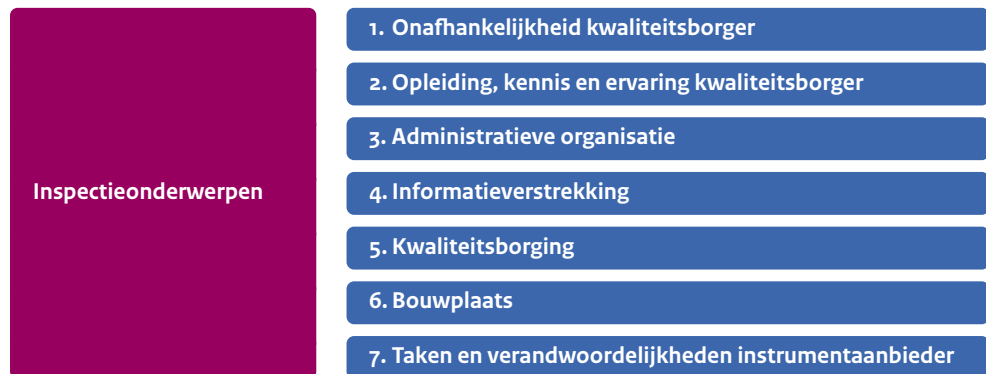 Inspectieonderwerpen
1. Onafhankelijkheid kwaliteitsborger
2. Opleiding, kennis en ervaring kwaliteitsborger
3. Administratieve organisatie
4. Informatieverstrekking
5. Kwaliteitsborging
6. Bouwplaats
7. Taken en verandwoordelijkheden instrumentaanbieder